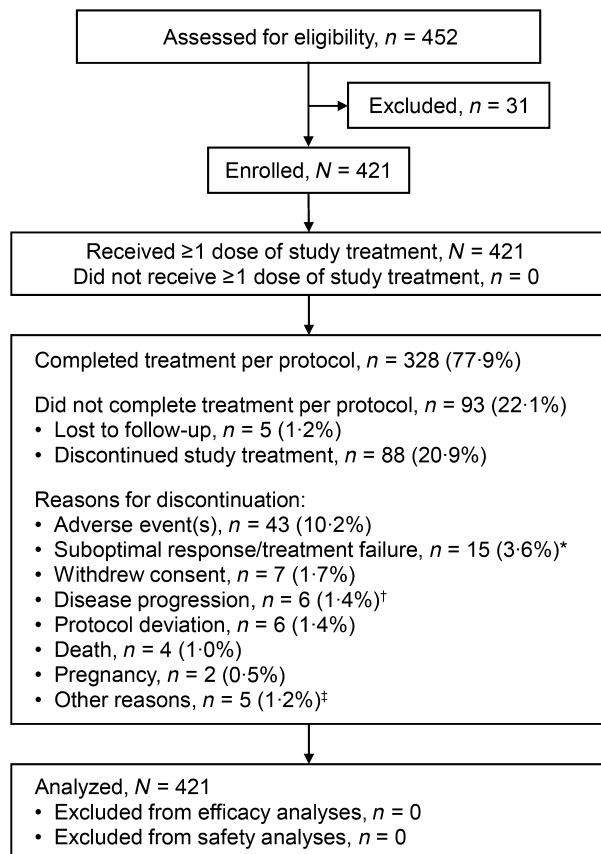 Assessed for eligibility, n = 452
Excluded, n = 31
Enrolled, N = 421
Received ≥1 dose of study treatment, N = 421
Did not receive ≥1 dose of study treatment, n = 0
Completed treatment per protocol, n = 328 (77·9%)
Did not complete treatment per protocol, n = 93 (22·1%)
• Lost to follow-up, n = 5 (1·2%)
• Discontinued study treatment, n = 88 (20·9%)
Reasons for discontinuation:
• Adverse event(s), n = 43 (10·2%)
• Suboptimal response/treatment failure, n = 15 (3·6%)*
• Withdrew consent, n = 7 (1·7%)
• Disease progression, n = 6 (1·4%)†
• Protocol deviation, n = 6 (1·4%)
• Death, n = 4 (1·0%)
• Pregnancy, n = 2 (0·5%)
• Other reasons, n = 5 (1·2%)‡
Analyzed, N = 421
• Excluded from efficacy analyses, n = 0
• Excluded from safety analyses, n = 0